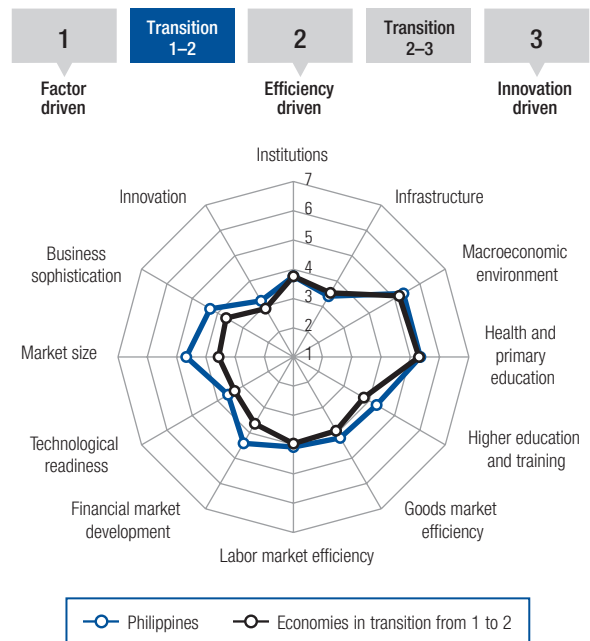 1
Transition
1–2
2
Transition
2–3
3
Factor
driven
Efficiency
driven
Innovation
driven
Institutions
7
Innovation
Infrastructure
6
5
Business
sophistication
Macroeconomic
environment
4
3
2
Market size
1
Health and
primary
education
Technological
readiness
Higher education
and training
Financial market
development
Goods market
efficiency
Labor market efficiency
Philippines
Economies in transition from 1 to 2